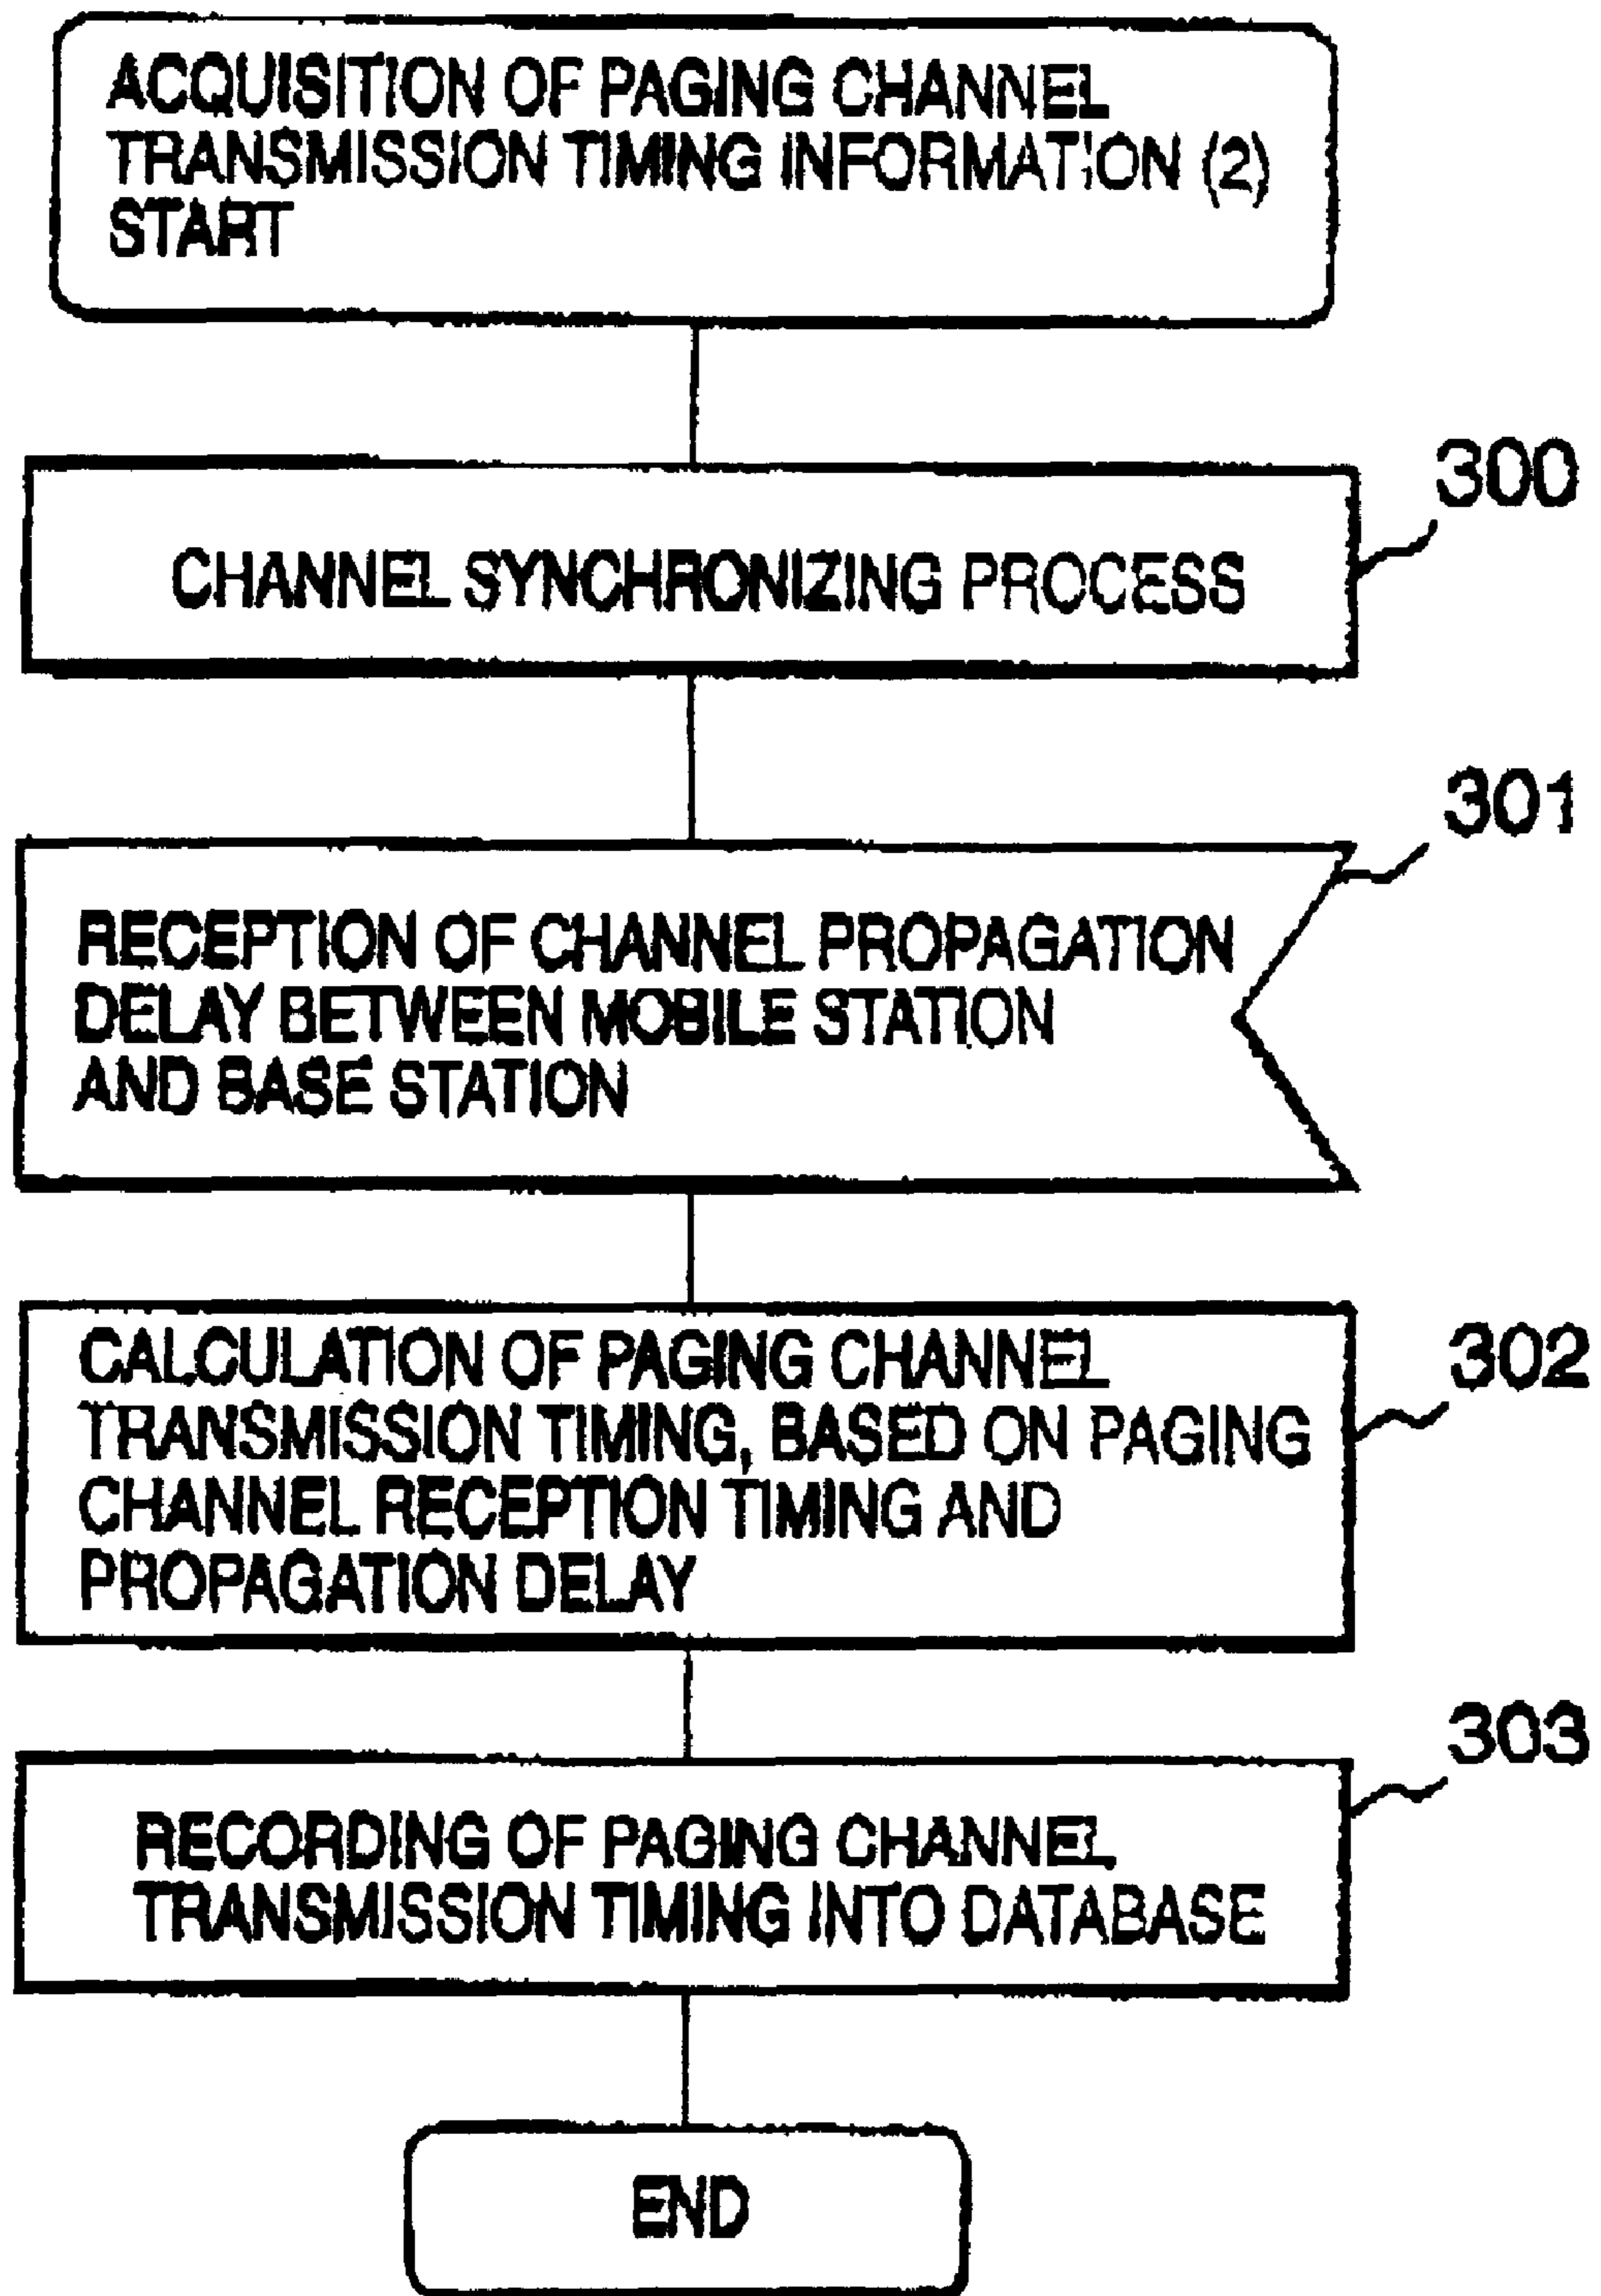 ACQUISITION OF PAGING CHANNEL
TRANSMISSION TIMING INFORMATION (2)
START
300
CHANNEL SYNCHRONIZING PROCESS
301
RECEPTION OF CHANNEL PROPAGATION
DELAY BETWEEN MOBILE STATION
AND BASE STATION
302
CALCULATION OF PAGING CHANNEL
TRANSMISSION TIMING, BASED ON PAGING
CHANNEL RECEPTION TIMING AND
PROPAGATION DELAY
303
RECORDING OF PAGING CHANNEL
TRANSMISSION TIMING INTO DATABASE
END